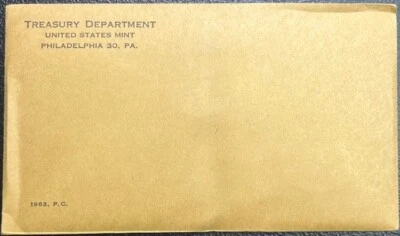 TREASURY DEPARTMENT
UNITED STATES MINT
PHILADELPHIA 30, PA.
1963, P.C.